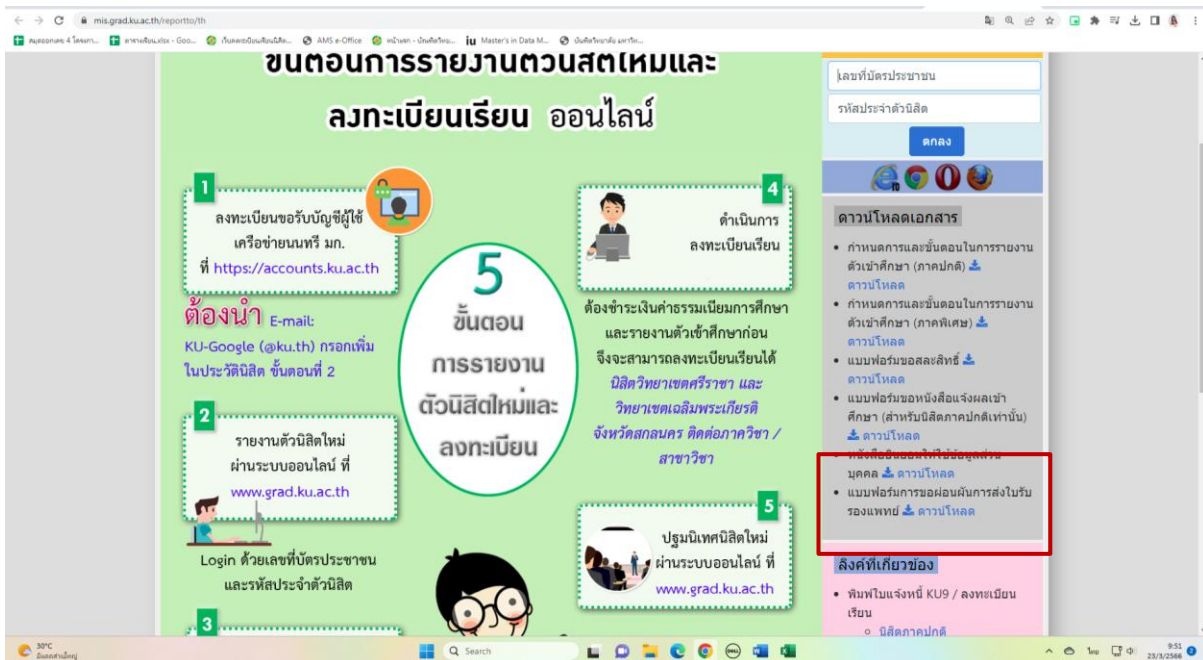 mis.grad.ku.ac.th/reportto/th
AMS e-Office
Master's in Data M...
ขั้นตอนการรายงานตัวนิสิตใหม่และ
ลงทะเบียนเรียน ออนไลน์
1
ลงทะเบียนขอรับบัญชีผู้ใช้
เครือข่ายนนทรี มก.
ที่ https://accounts.ku.ac.th
ต้องนำ E-mail:
KU-Google (@ku.th) กรอกเพิ่ม
ในประวัตินิสิต ขั้นตอนที่ 2
2
รายงานตัวนิสิตใหม่
ผ่านระบบออนไลน์ ที่
www.grad.ku.ac.th
Login ด้วยเลขที่บัตรประชาชน
และรหัสประจำตัวนิสิต
3
5
ขั้นตอน
การรายงาน
ตัวนิสิตใหม่และ
ลงทะเบียน
4
ดำเนินการ
ลงทะเบียนเรียน
ต้องชำระเงินค่าธรรมเนียมการศึกษา
และรายงานตัวเข้าศึกษาก่อน
จึงจะสามารถลงทะเบียนเรียนได้
นิสิตวิทยาเขตศรีราชา และ
วิทยาเขตเฉลิมพระเกียรติ
จังหวัดสกลนคร ติดต่อภาควิชา /
สาขาวิชา
5
ปฐมนิเทศนิสิตใหม่
ผ่านระบบออนไลน์ ที่
www.grad.ku.ac.th
เลขที่บัตรประชาชน
รหัสประจำตัวนิสิต
ตกลง
ดาวน์โหลดเอกสาร
กำหนดการและขั้นตอนในการรายงาน
ตัวเข้าศึกษา (ภาคปกติ)
ดาวน์โหลด
กำหนดการและขั้นตอนในการรายงาน
ตัวเข้าศึกษา (ภาคพิเศษ)
ดาวน์โหลด
แบบฟอร์มขอสละสิทธิ์
ดาวน์โหลด
แบบฟอร์มขอหนังสือแจ้งผลเข้า
ศึกษา (สำหรับนิสิตภาคปกติเท่านั้น)
ดาวน์โหลด
หนังสือยินยอมให้ใช้ข้อมูลส่วน
บุคคล ดาวน์โหลด
แบบฟอร์มการขอผ่อนผันการส่งใบรับ
รองแพทย์ ดาวน์โหลด
ลิงค์ที่เกี่ยวข้อง
พิมพ์ใบแจ้งหนี้ KU9 / ลงทะเบียน
เรียน
นิสิตภาคปกติ
30°C
Search
ไทย
9:51
23/3/2566